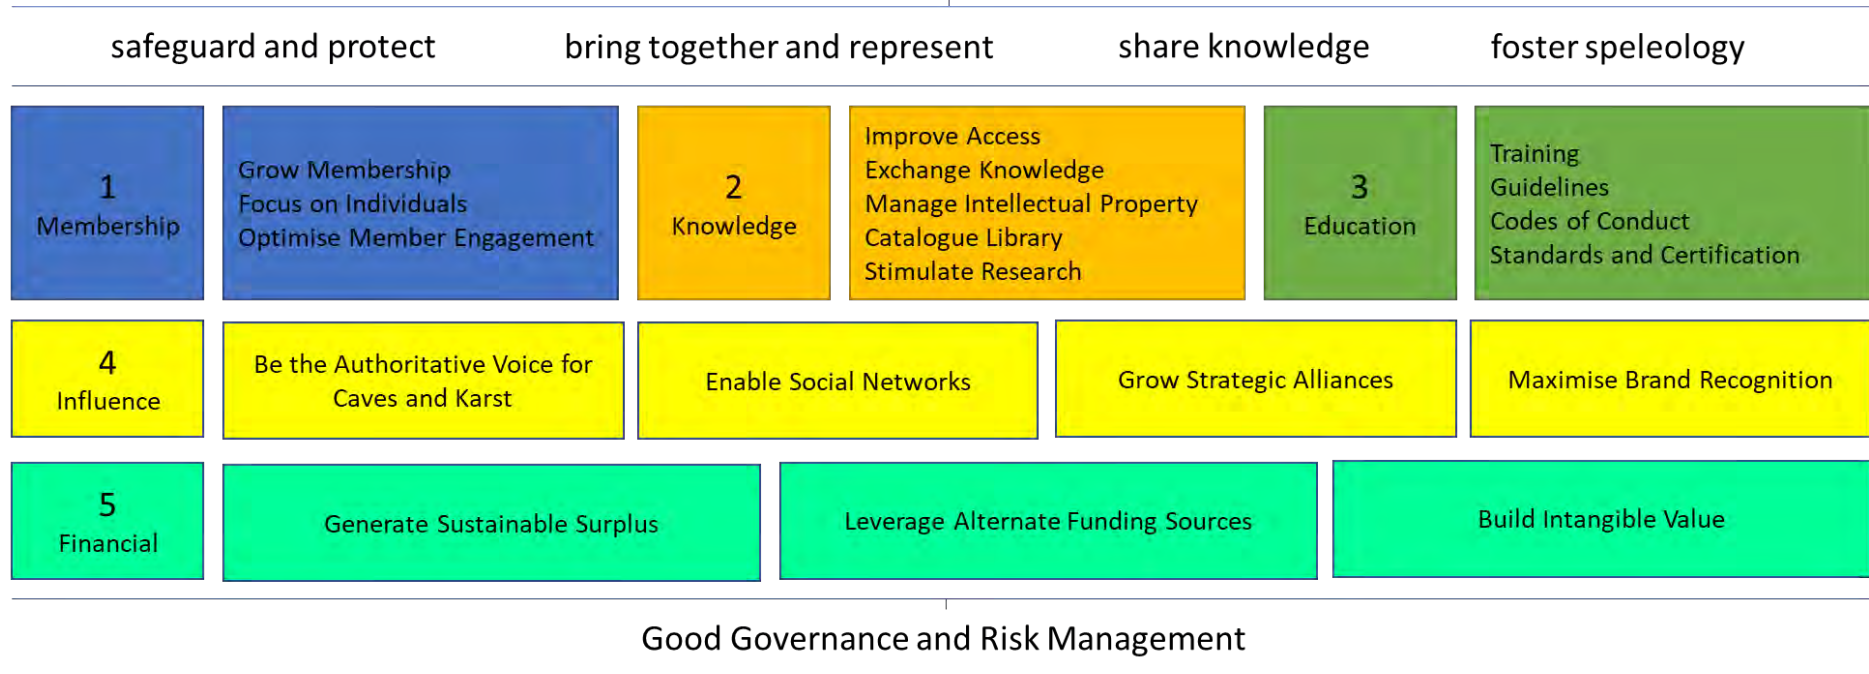 safeguard and protect
bring together and represent
share knowledge
foster speleology
1
Membership
Grow Membership
Focus on Individuals
Optimise Member Engagement
2
Knowledge
Improve Access
Exchange Knowledge
Manage Intellectual Property
Catalogue Library
Stimulate Research
3
Education
Training
Guidelines
Codes of Conduct
Standards and Certification
4
Influence
Be the Authoritative Voice for
Caves and Karst
Enable Social Networks
Grow Strategic Alliances
Maximise Brand Recognition
5
Financial
Generate Sustainable Surplus
Leverage Alternate Funding Sources
Build Intangible Value
Good Governance and Risk Management